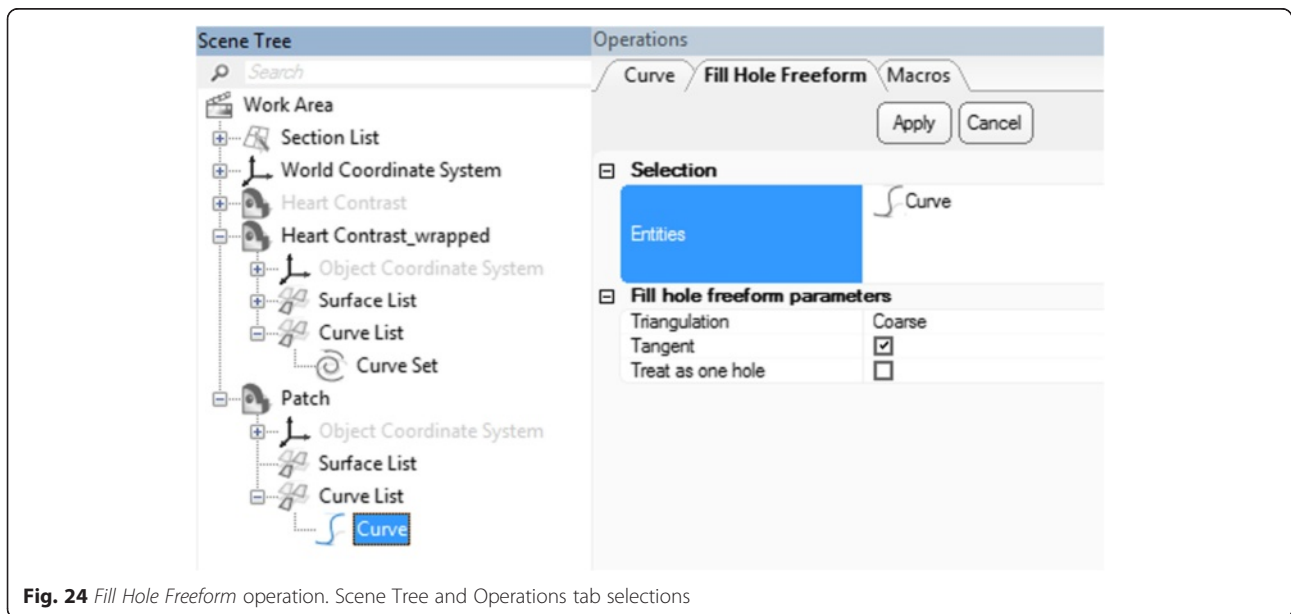 Scene Tree
Search
Work Area
Section List
World Coordinate System
Heart Contrast
Heart Contrast_wrapped
Object Coordinate System
Surface List
Curve List
Curve Set
Patch
Object Coordinate System
Surface List
Curve List
Curve
Operations
Curve Fill Hole Freeform Macros
Apply Cancel
Selection
Entities Curve
Fill hole freeform parameters
Triangulation Coarse
Tangent
Treat as one hole
Fig. 24 Fill Hole Freeform operation. Scene Tree and Operations tab selections